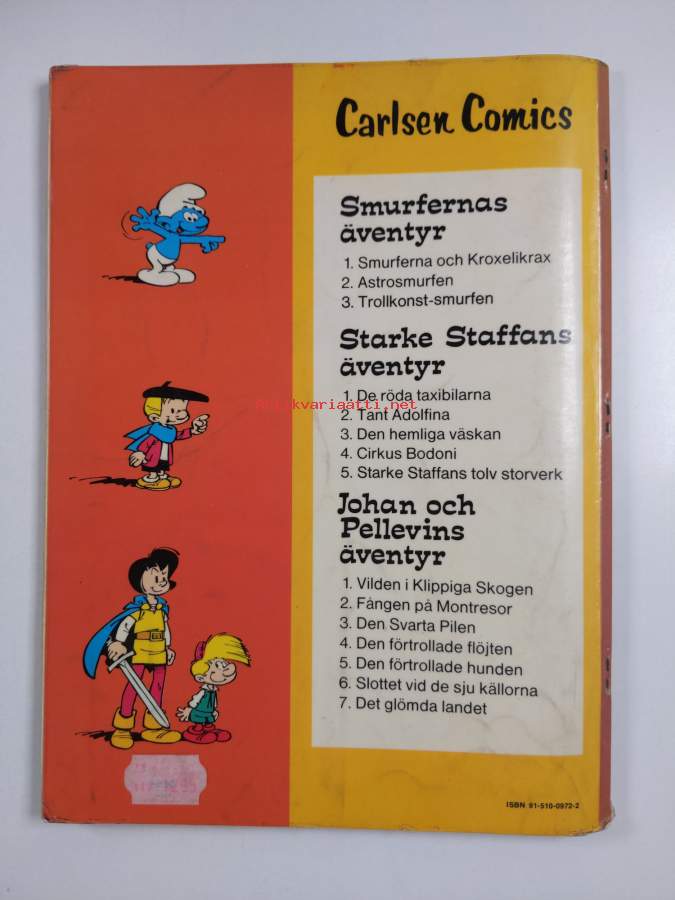 Carlsen Comics
Smurfernas
äventyr
1. Smurferna och Kroxelikrax
2. Astrosmurfen
3. Trollkonst-smurfen
Starke Staffans
äventyr
1. De röda taxibilarna
2. Tant Adolfina
3. Den hemliga väskan
4. Cirkus Bodoni
5. Starke Staffans tolv storverk
Johan och
Pellevins
äventyr
1. Vilden i Klippiga Skogen
2. Fången på Montresor
3. Den Svarta Pilen
4. Den förtrollade flöjten
5. Den förtrollade hunden
6. Slottet vid de sju källorna
7. Det glömda landet
ISBN 91-510-0972-2